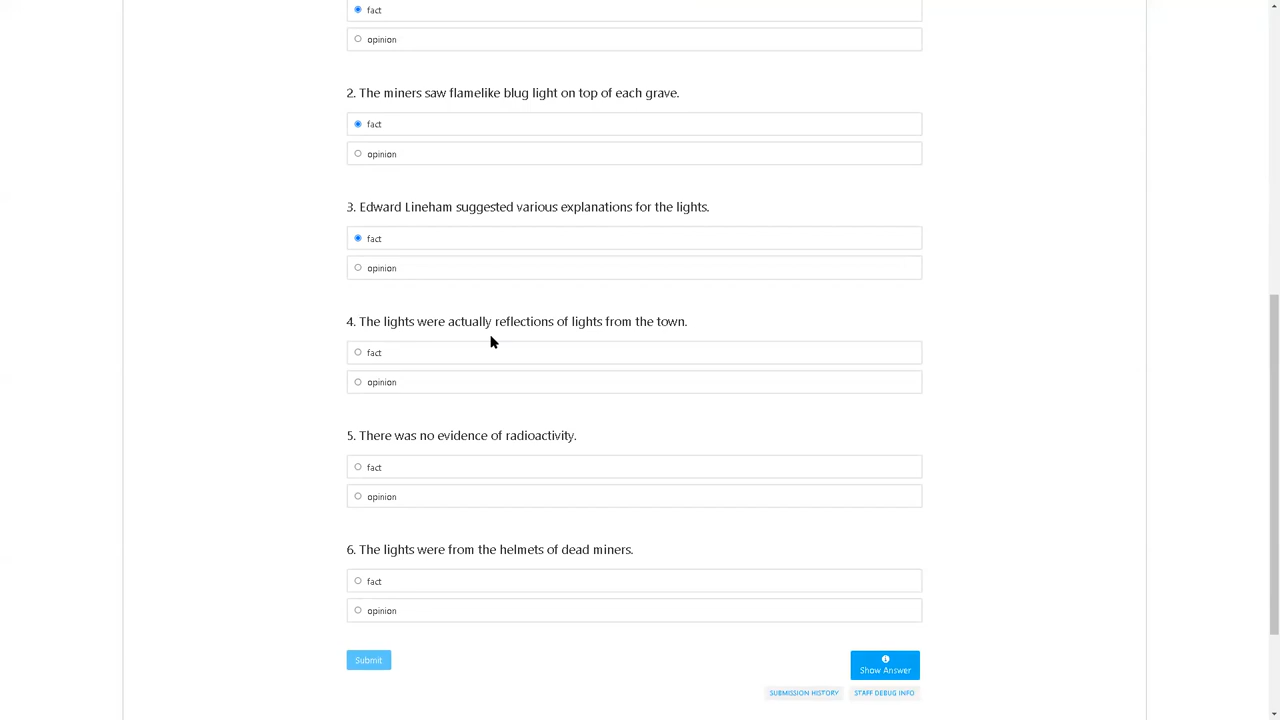 fact
opinion
2. The miners saw flamelike blug light on top of each grave.
fact
opinion
3. Edward Lineham suggested various explanations for the lights.
fact
opinion
4. The lights were actually reflections of lights from the town.
fact
opinion
5. There was no evidence of radioactivity.
fact
opinion
6. The lights were from the helmets of dead miners.
fact
opinion
Submit
Show Answer
SUBMISSION HISTORY
STAFF DEBUG INFO